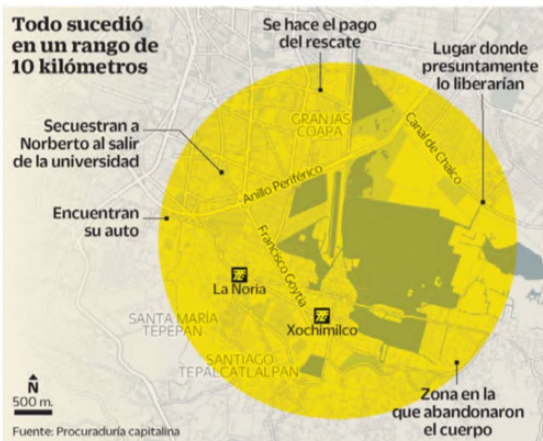 Todo sucedió
en un rango de
10 kilómetros
Se hace el pago
del rescate
Lugar donde
presuntamente
lo liberarían
Secuestran a
Norberto al salir
de la universidad
GRANJAS
COAPA
Canal de Chalco
Anillo Periférico
Encuentran
su auto
Francisco Goytia
La Noria
SANTA MARÍA
TEPEPAN
Xochimilco
SANTIAGO
TEPALCATLALPAN
Zona en la
que abandonaron
el cuerpo
N
500 m.
Fuente: Procuraduría capitalina